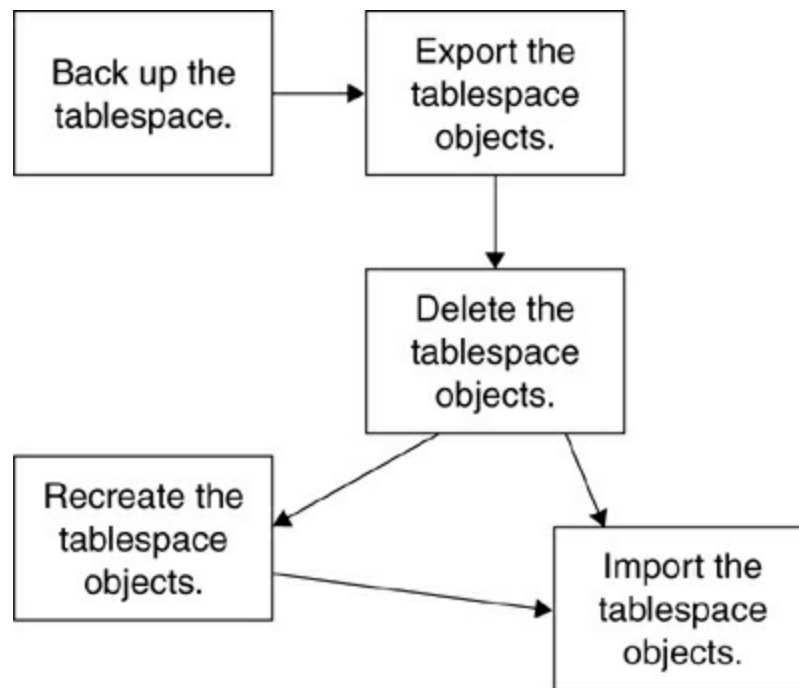 Back up the
tablespace.
Export the
tablespace
objects.
Delete the
tablespace
objects.
Recreate the
tablespace
objects.
Import the
tablespace
objects.